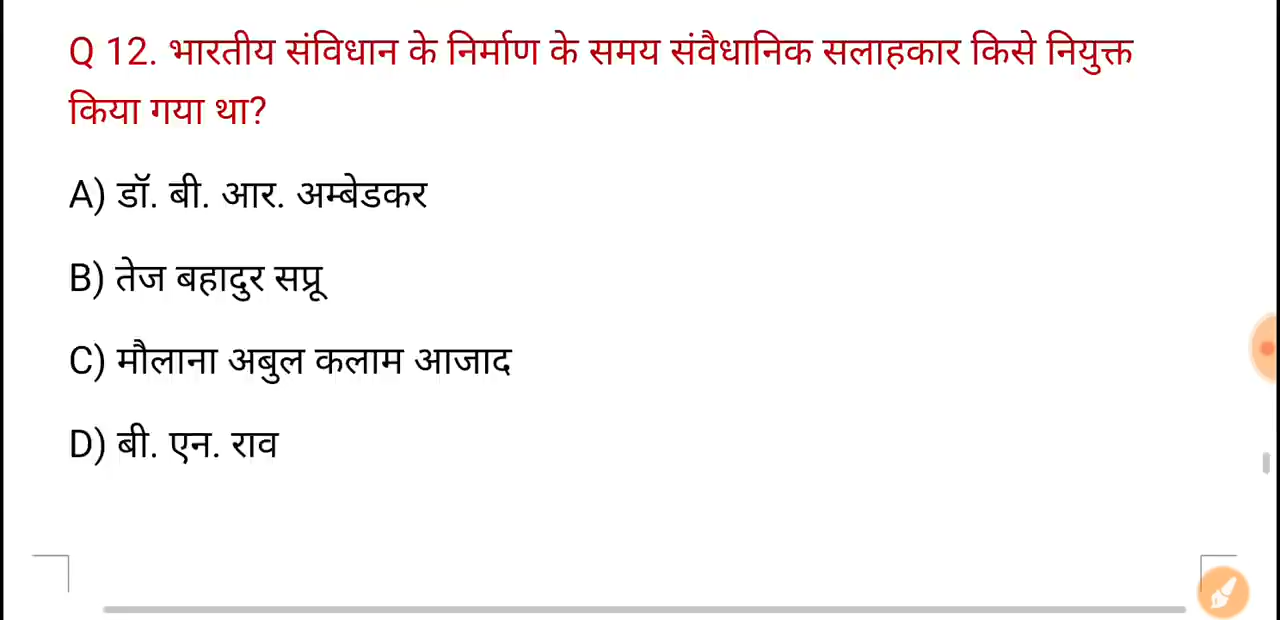 Q 12. भारतीय संविधान के निर्माण के समय संवैधानिक सलाहकार किसे नियुक्त
किया गया था?
A) डॉ. बी. आर. अम्बेडकर
B) तेज बहादुर सप्रू
C) मौलाना अबुल कलाम आजाद
D) बी. एन. राव